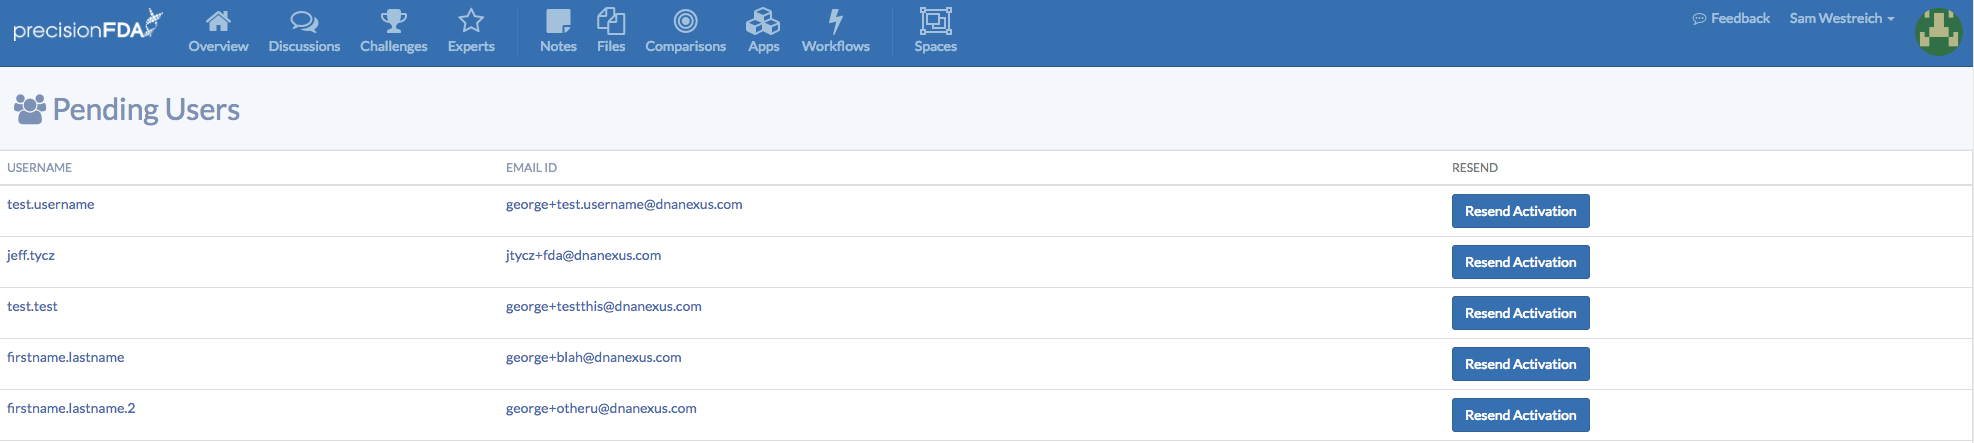 precisionFDA
Overview Discussions Challenges Experts Notes Files Comparisons Apps Workflows Spaces Feedback Sam Westreich
Pending Users
USERNAME EMAIL ID RESEND
test.username george+test.username@dnanexus.com Resend Activation
jeff.tycz jtycz+fda@dnanexus.com Resend Activation
test.test george+testthis@dnanexus.com Resend Activation
firstname.lastname george+blah@dnanexus.com Resend Activation
firstname.lastname.2 george+otheru@dnanexus.com Resend Activation